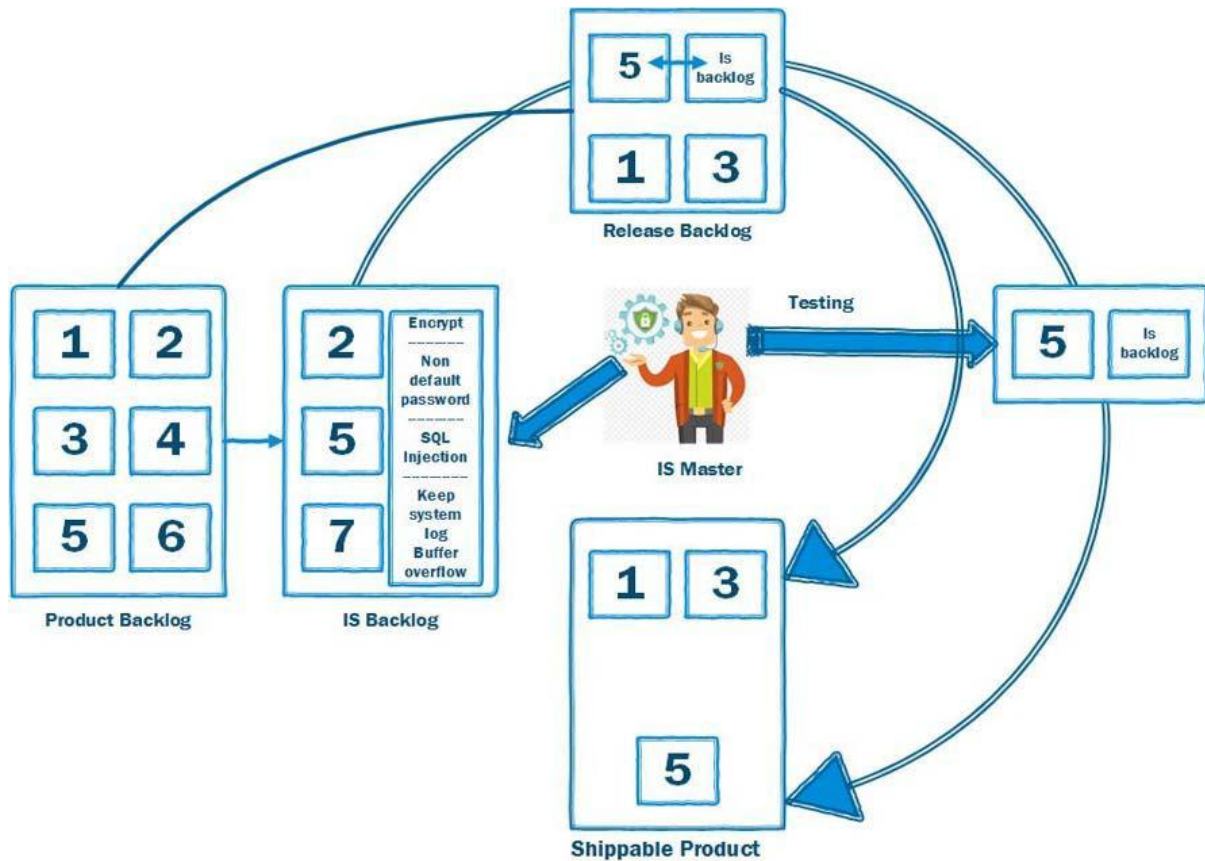 5
Is
backlog
1 3
Release Backlog
1 2
3 4
5 6
Product Backlog
2
5
7
Encrypt
----------
Non
default
password
----------
SQL
Injection
----------
Keep
system
log
Buffer
overflow
IS Backlog
IS Master
Testing
5
Is
backlog
1 3
5
Shippable Product